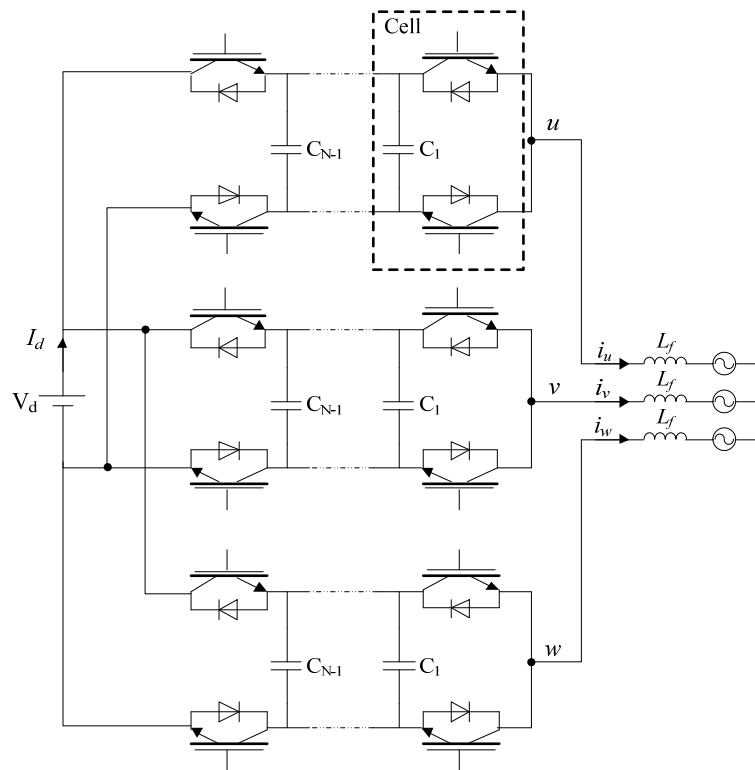 Cell
C_{N-1}
C_1
u
I_d
V_d
C_{N-1}
C_1
v
i_u
L_f
i_v
L_f
i_w
L_f
C_{N-1}
C_1
w